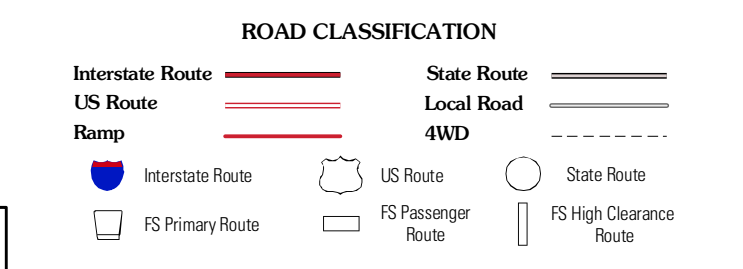 ROAD CLASSIFICATION
Interstate Route State Route
US Route Local Road
Ramp 4WD
Interstate Route US Route State Route
FS Primary Route FS Passenger Route FS High Clearance Route